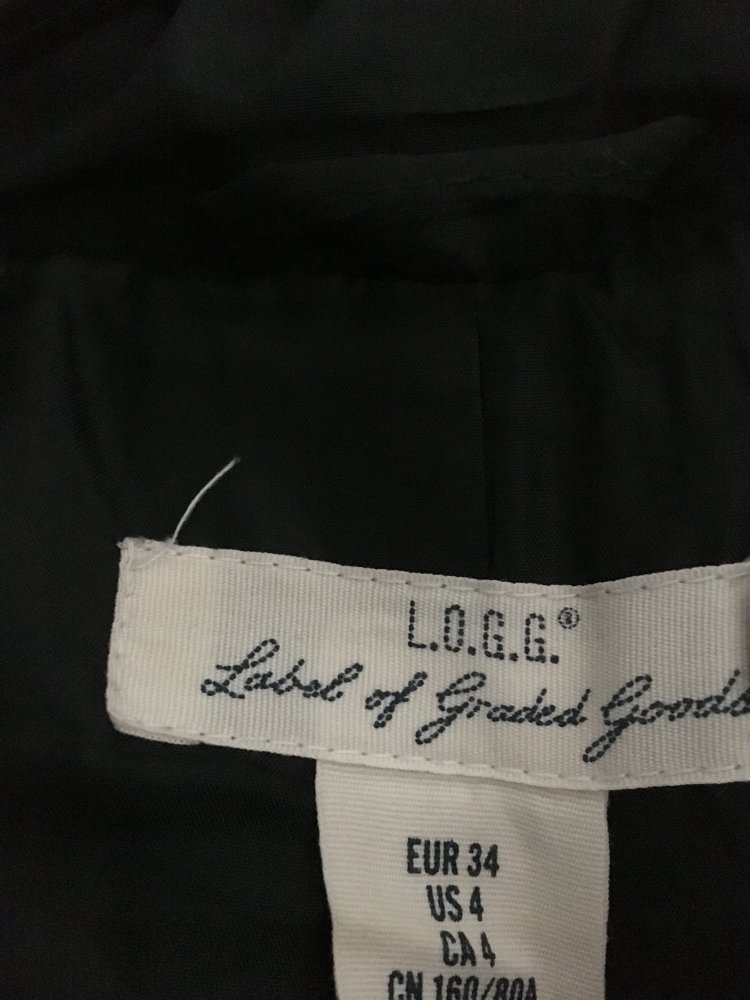 L.O.G.G.®
Label of Graded Goods
EUR 34
US 4
CA 4
CN 160/80A